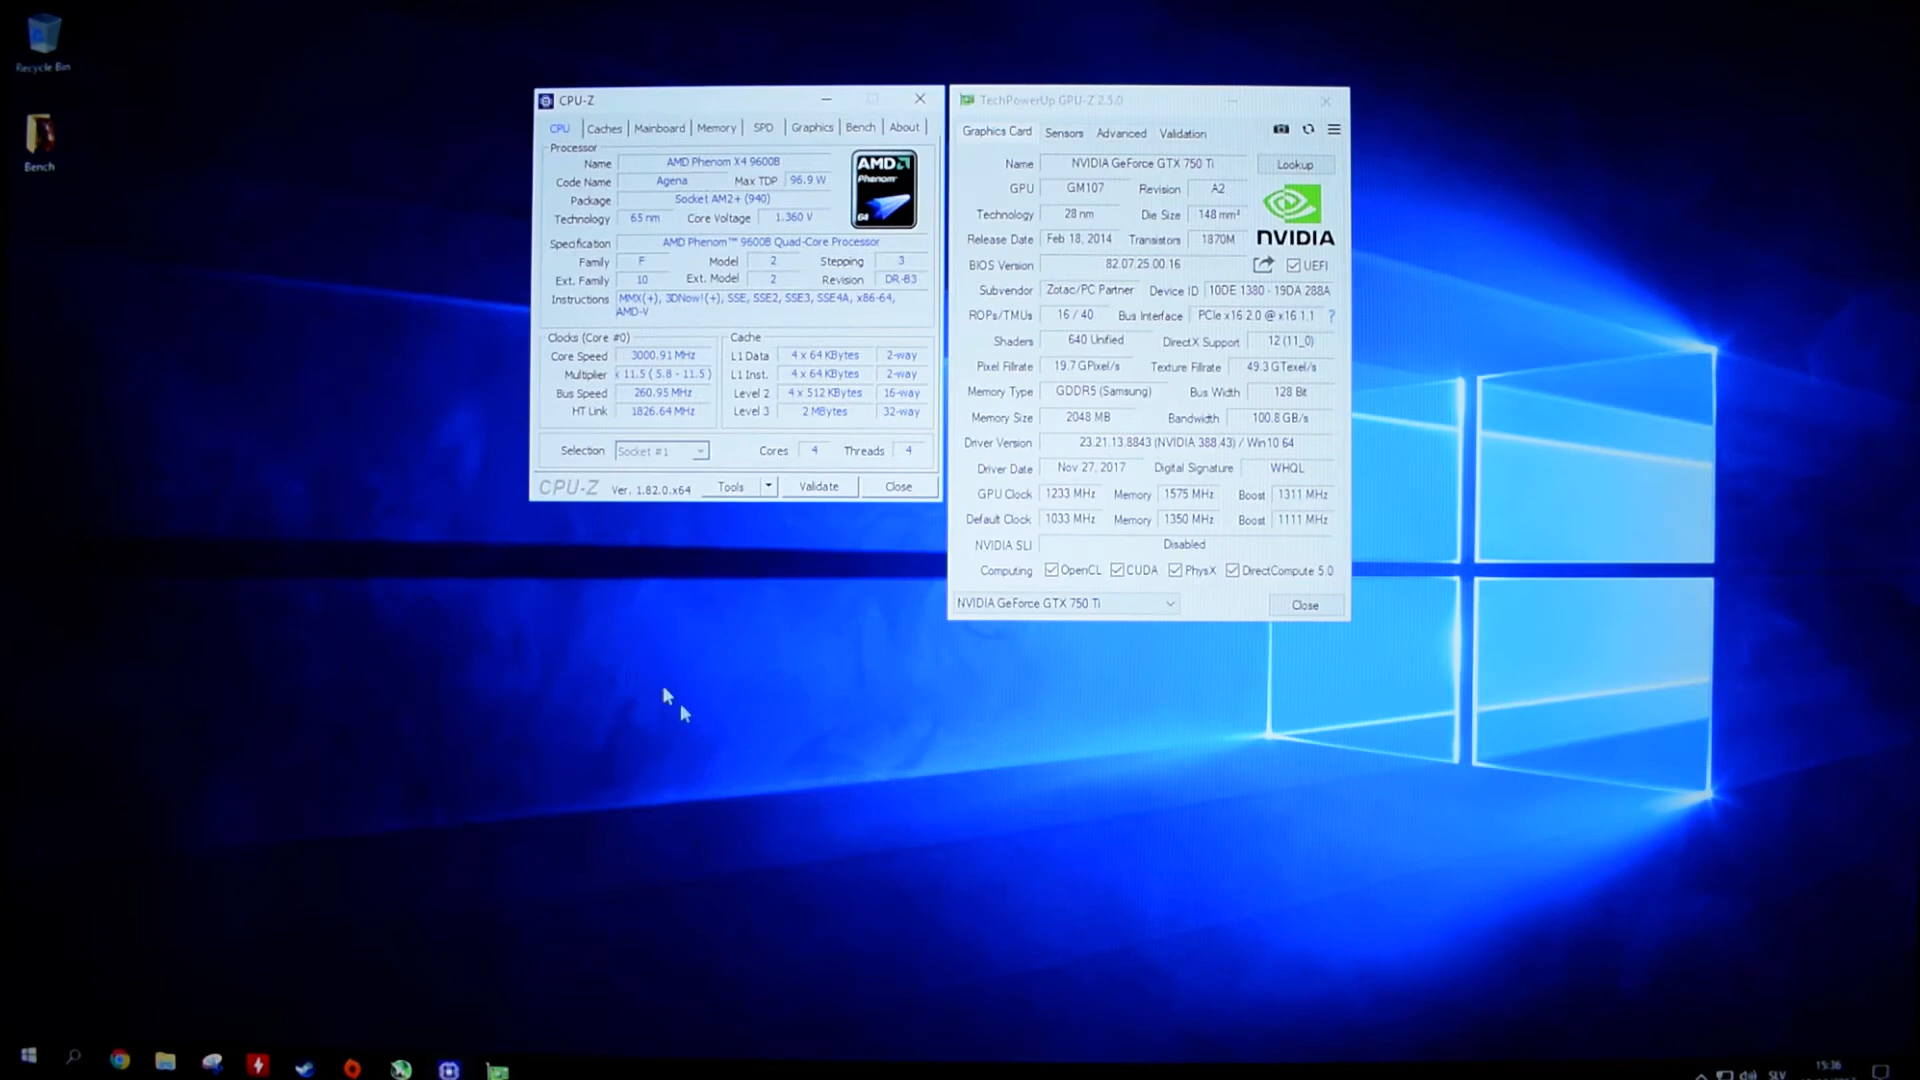 Recycle Bin
Bench
CPU-Z
CPU Caches Mainboard Memory SPD Graphics Bench About
Processor
Name AMD Phenom X4 9600B
Code Name Agena Max TDP 96.9 W
Package Socket AM2+ (940)
Technology 65 nm Core Voltage 1.360 V
AMD
Phenom
64
Specification AMD Phenom™ 9600B Quad-Core Processor
Family F Model 2 Stepping 3
Ext. Family 10 Ext. Model 2 Revision DR-B3
Instructions MMX(+), 3DNow!(+), SSE, SSE2, SSE3, SSE4A, x86-64,
AMD-V
Clocks (Core #0)
Core Speed 3000.91 MHz
Multiplier x 11.5 ( 5.8 - 11.5 )
Bus Speed 260.95 MHz
HT Link 1826.64 MHz
Cache
L1 Data 4 x 64 KBytes 2-way
L1 Inst. 4 x 64 KBytes 2-way
Level 2 4 x 512 KBytes 16-way
Level 3 2 MBytes 32-way
Selection Socket #1 Cores 4 Threads 4
CPU-Z Ver. 1.82.0.x64 Tools Validate Close
TechPowerUp GPU-Z 2.5.0
Graphics Card Sensors Advanced Validation
Name NVIDIA GeForce GTX 750 Ti Lookup
GPU GM107 Revision A2
Technology 28 nm Die Size 148 mm²
Release Date Feb 18, 2014 Transistors 1870M
NVIDIA
BIOS Version 82.07.25.00.16 UEFI
Subvendor Zotac/PC Partner Device ID 10DE 1380 - 19DA 288A
ROPs/TMUs 16 / 40 Bus Interface PCIe x16 2.0 @ x16 1.1 ?
Shaders 640 Unified DirectX Support 12 (11_0)
Pixel Fillrate 19.7 GPixel/s Texture Fillrate 49.3 GTexel/s
Memory Type GDDR5 (Samsung) Bus Width 128 Bit
Memory Size 2048 MB Bandwidth 100.8 GB/s
Driver Version 23.21.13.8843 (NVIDIA 388.43) / Win10 64
Driver Date Nov 27, 2017 Digital Signature WHQL
GPU Clock 1233 MHz Memory 1575 MHz Boost 1311 MHz
Default Clock 1033 MHz Memory 1350 MHz Boost 1111 MHz
NVIDIA SLI Disabled
Computing OpenCL CUDA PhysX DirectCompute 5.0
NVIDIA GeForce GTX 750 Ti Close
SLV
15:36